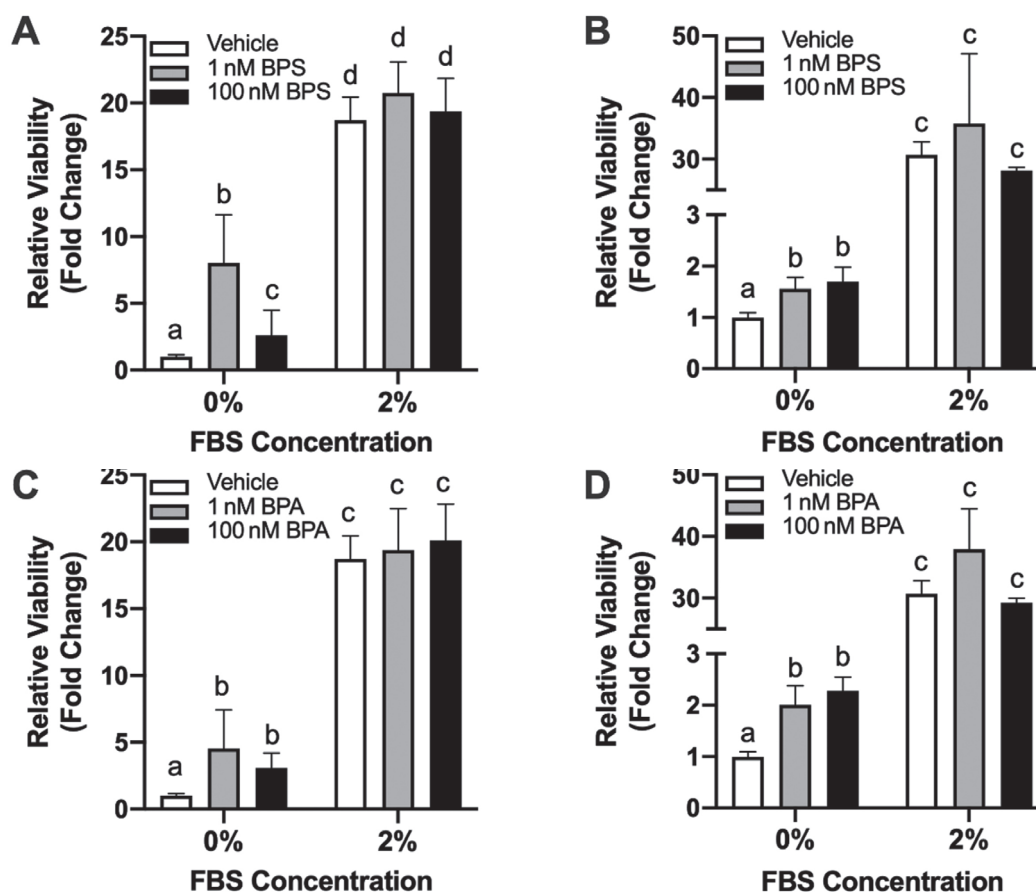 A
Relative Viability
(Fold Change)
25
20
15
10
5
0
Vehicle
1 nM BPS
100 nM BPS
a
b
c
d
d
d
0%
2%
FBS Concentration
B
Relative Viability
(Fold Change)
50
40
30
3
2
1
0
Vehicle
1 nM BPS
100 nM BPS
a
b
b
c
c
c
0%
2%
FBS Concentration
C
Relative Viability
(Fold Change)
25
20
15
10
5
0
Vehicle
1 nM BPA
100 nM BPA
a
b
b
c
c
c
0%
2%
FBS Concentration
D
Relative Viability
(Fold Change)
50
40
30
3
2
1
0
Vehicle
1 nM BPA
100 nM BPA
a
b
b
c
c
c
0%
2%
FBS Concentration